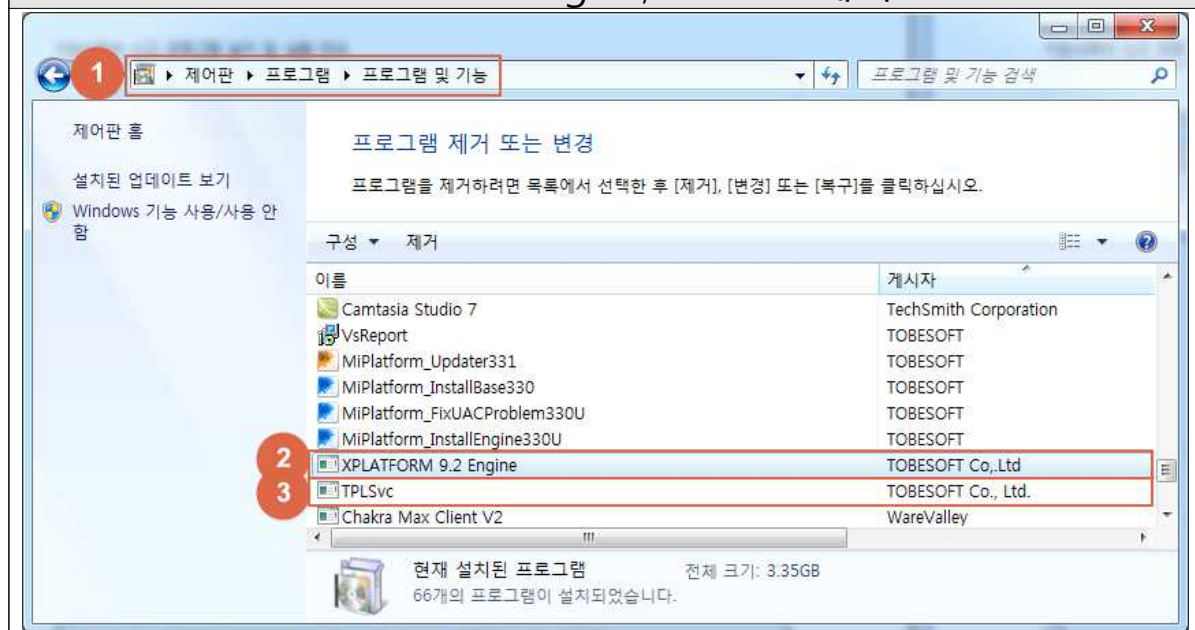 1
제어판 ▶ 프로그램 ▶ 프로그램 및 기능
프로그램 및 기능 검색
제어판 홈
설치된 업데이트 보기
Windows 기능 사용/사용 안
함
프로그램 제거 또는 변경
프로그램을 제거하려면 목록에서 선택한 후 [제거], [변경] 또는 [복구]를 클릭하십시오.
구성 제거
이름 게시자
Camtasia Studio 7 TechSmith Corporation
VsReport TOBESOFT
MiPlatform_Updater331 TOBESOFT
MiPlatform_InstallBase330 TOBESOFT
MiPlatform_FixUACProblem330U TOBESOFT
MiPlatform_InstallEngine330U TOBESOFT
2 XPLATFORM 9.2 Engine TOBESOFT Co,.Ltd
3 TPLSvc TOBESOFT Co., Ltd.
Chakra Max Client V2 WareValley
현재 설치된 프로그램 전체 크기: 3.35GB
66개의 프로그램이 설치되었습니다.